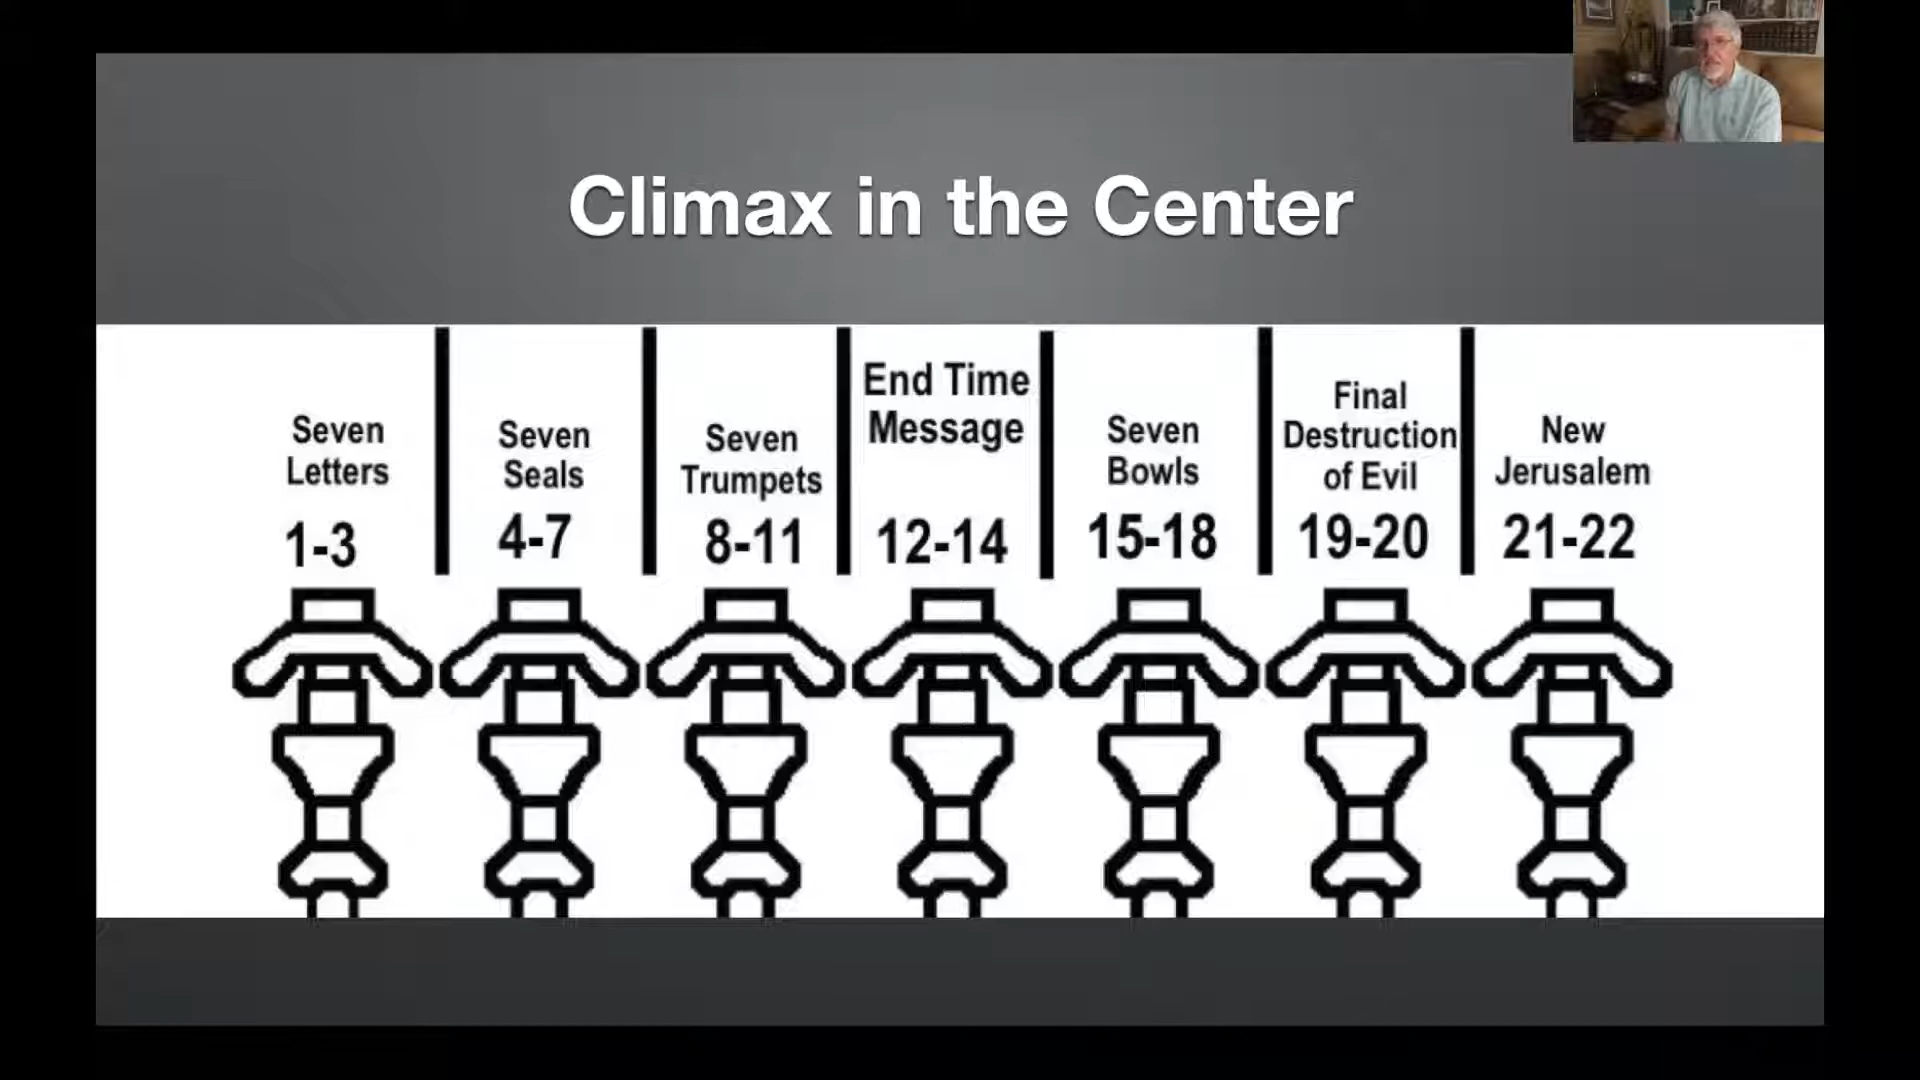 Climax in the Center
Seven
Letters
1-3
Seven
Seals
4-7
Seven
Trumpets
8-11
End Time
Message
12-14
Seven
Bowls
15-18
Final
Destruction
of Evil
19-20
New
Jerusalem
21-22